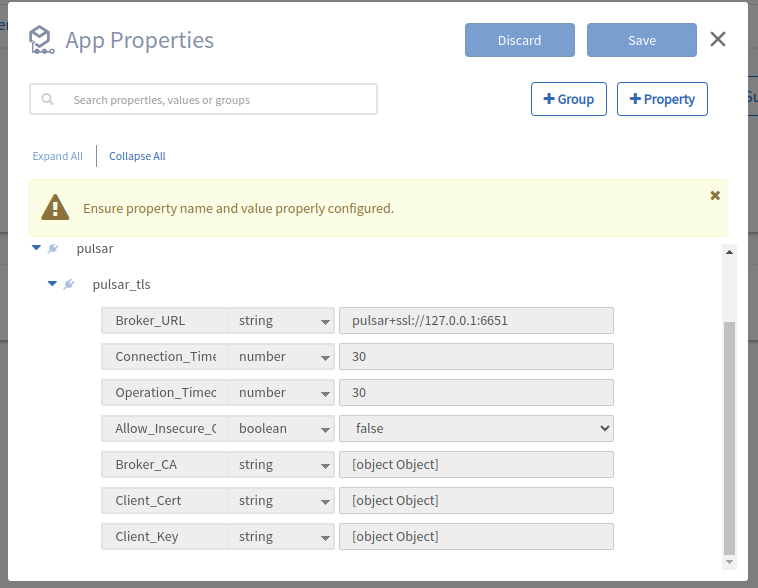 App Properties
Discard
Save
Search properties, values or groups
+ Group
+ Property
Expand All
Collapse All
Ensure property name and value properly configured.
pulsar
pulsar_tls
Broker_URL string pulsar+ssl://127.0.0.1:6651
Connection_Time number 30
Operation_Timeo number 30
Allow_Insecure_C boolean false
Broker_CA string [object Object]
Client_Cert string [object Object]
Client_Key string [object Object]